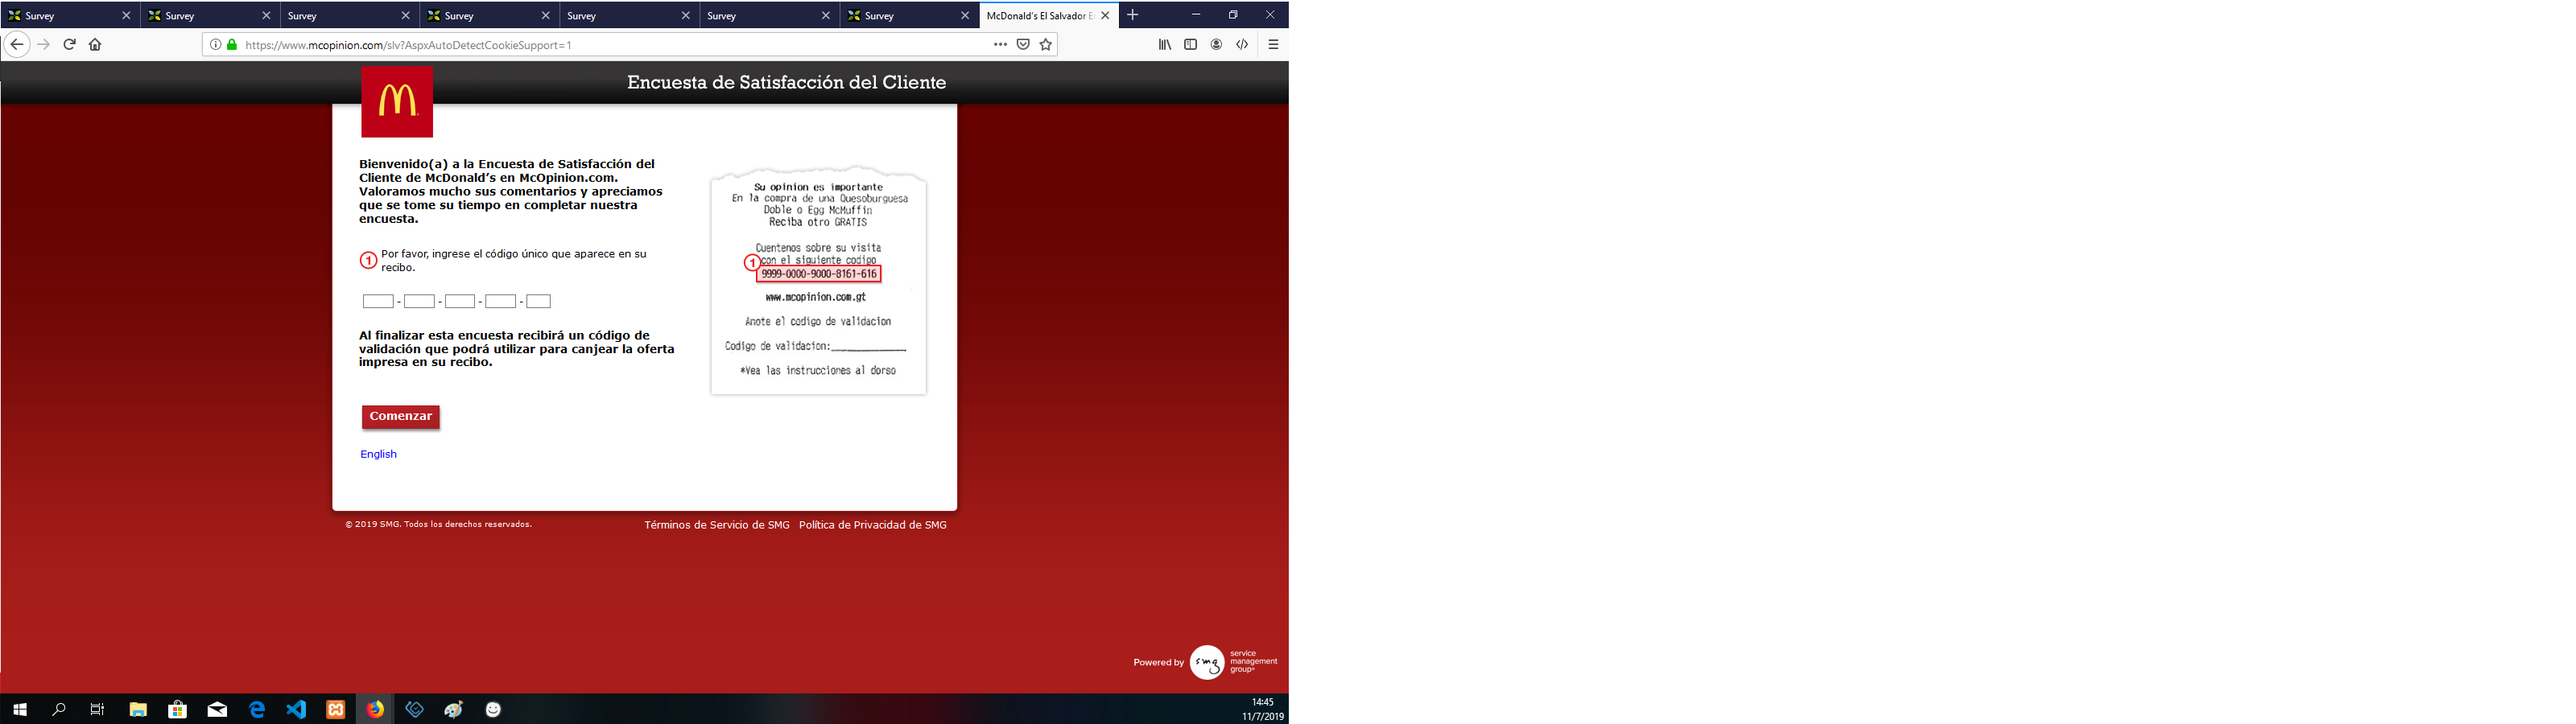 Survey
Survey
Survey
Survey
Survey
Survey
Survey
McDonald's El Salvador En
https://www.mcopinion.com/slv?AspxAutoDetectCookieSupport=1
Encuesta de Satisfacción del Cliente
Bienvenido(a) a la Encuesta de Satisfacción del
Cliente de McDonald's en McOpinion.com.
Valoramos mucho sus comentarios y apreciamos
que se tome su tiempo en completar nuestra
encuesta.
1 Por favor, ingrese el código único que aparece en su
recibo.
- - - -
Al finalizar esta encuesta recibirá un código de
validación que podrá utilizar para canjear la oferta
impresa en su recibo.
Comenzar
English
Su opinion es importante
En la compra de una Quesoburguesa
Doble o Egg McMuffin
Reciba otro GRATIS
Cuentenos sobre su visita
con el siguiente codigo
1 9999-0000-9000-8161-616
www.mcopinion.com.gt
Anote el codigo de validacion
Codigo de validacion:______________
*Vea las instrucciones al dorso
© 2019 SMG. Todos los derechos reservados.
Términos de Servicio de SMG Política de Privacidad de SMG
Powered by smg service
management
group®
14:45
11/7/2019